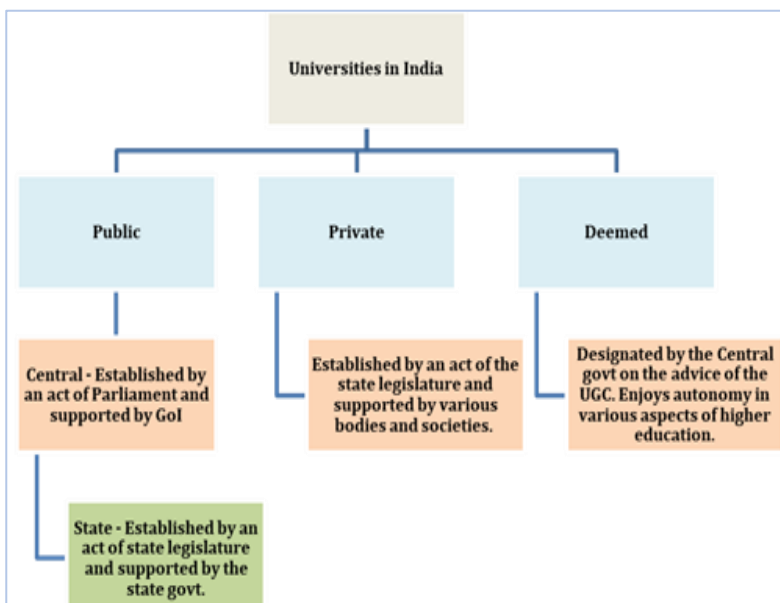 Universities in India
Public
Private
Deemed
Central - Established by
an act of Parliament and
supported by GoI
Established by an act of the
state legislature and
supported by various
bodies and societies.
Designated by the Central
govt on the advice of the
UGC. Enjoys autonomy in
various aspects of higher
education.
State - Established by an
act of state legislature
and supported by the
state govt.